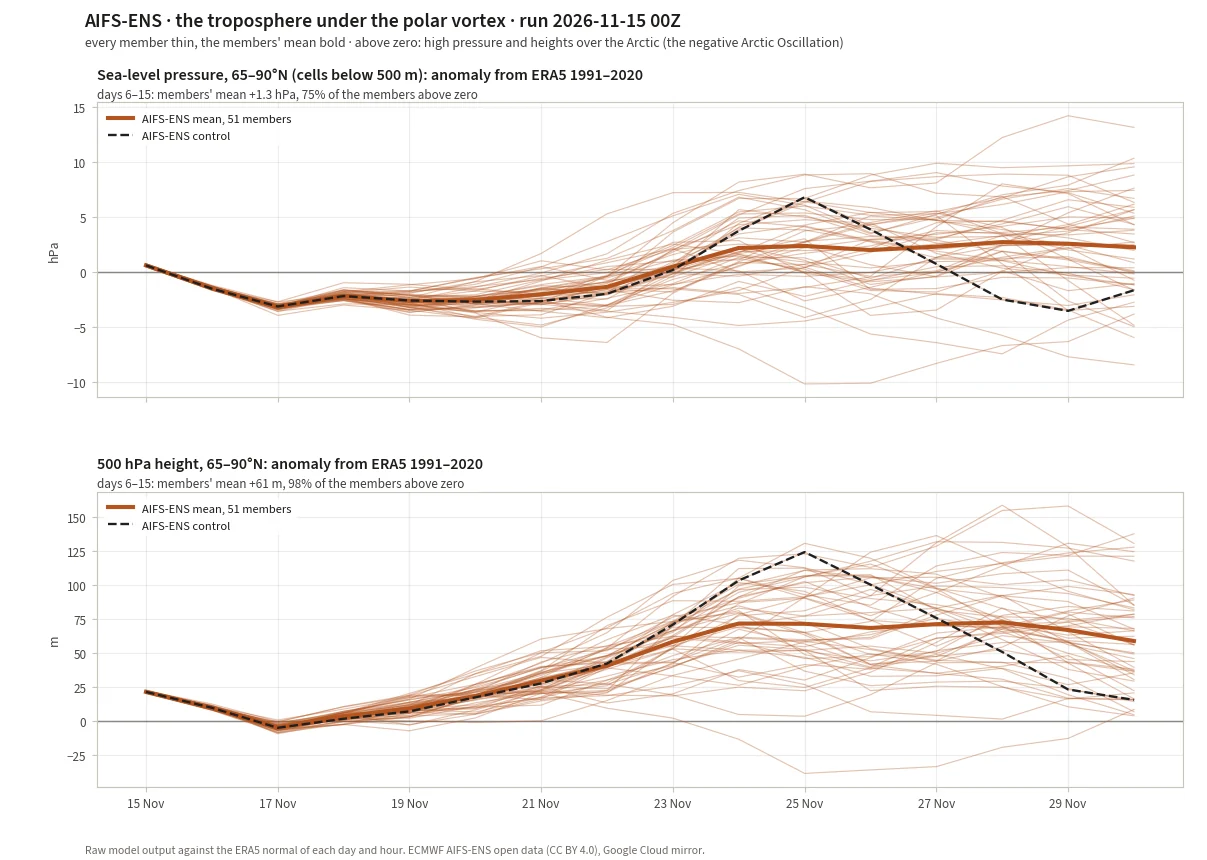 AIFS-ENS · the troposphere under the polar vortex · run 2026-11-15 00Z
every member thin, the members' mean bold · above zero: high pressure and heights over the Arctic (the negative Arctic Oscillation)
Sea-level pressure, 65–90°N (cells below 500 m): anomaly from ERA5 1991–2020
days 6–15: members' mean +1.3 hPa, 75% of the members above zero
AIFS-ENS mean, 51 members
AIFS-ENS control
15
10
5
0
−5
−10
hPa
500 hPa height, 65–90°N: anomaly from ERA5 1991–2020
days 6–15: members' mean +61 m, 98% of the members above zero
AIFS-ENS mean, 51 members
AIFS-ENS control
150
125
100
75
50
25
0
−25
m
15 Nov 17 Nov 19 Nov 21 Nov 23 Nov 25 Nov 27 Nov 29 Nov
Raw model output against the ERA5 normal of each day and hour. ECMWF AIFS-ENS open data (CC BY 4.0), Google Cloud mirror.